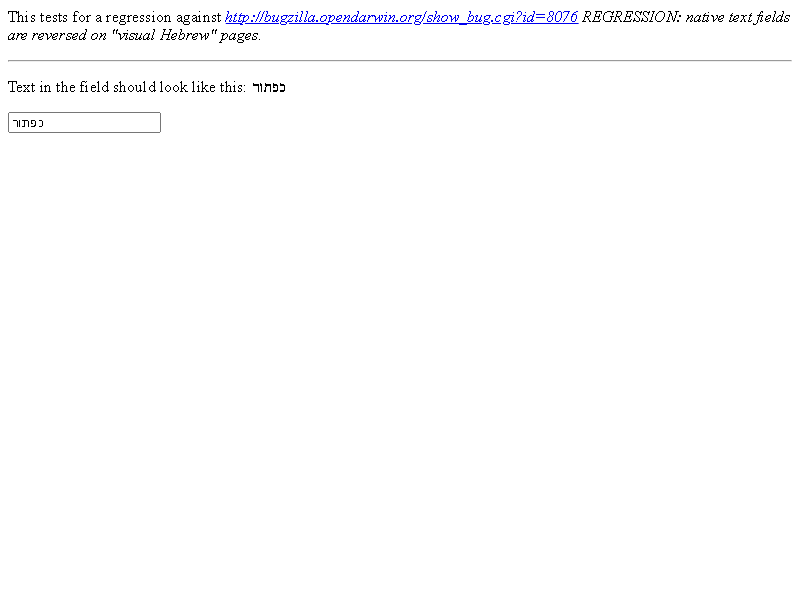 This tests for a regression against http://bugzilla.opendarwin.org/show_bug.cgi?id=8076 REGRESSION: native text fields
are reversed on "visual Hebrew" pages.
Text in the field should look like this: כפתור
כפתור